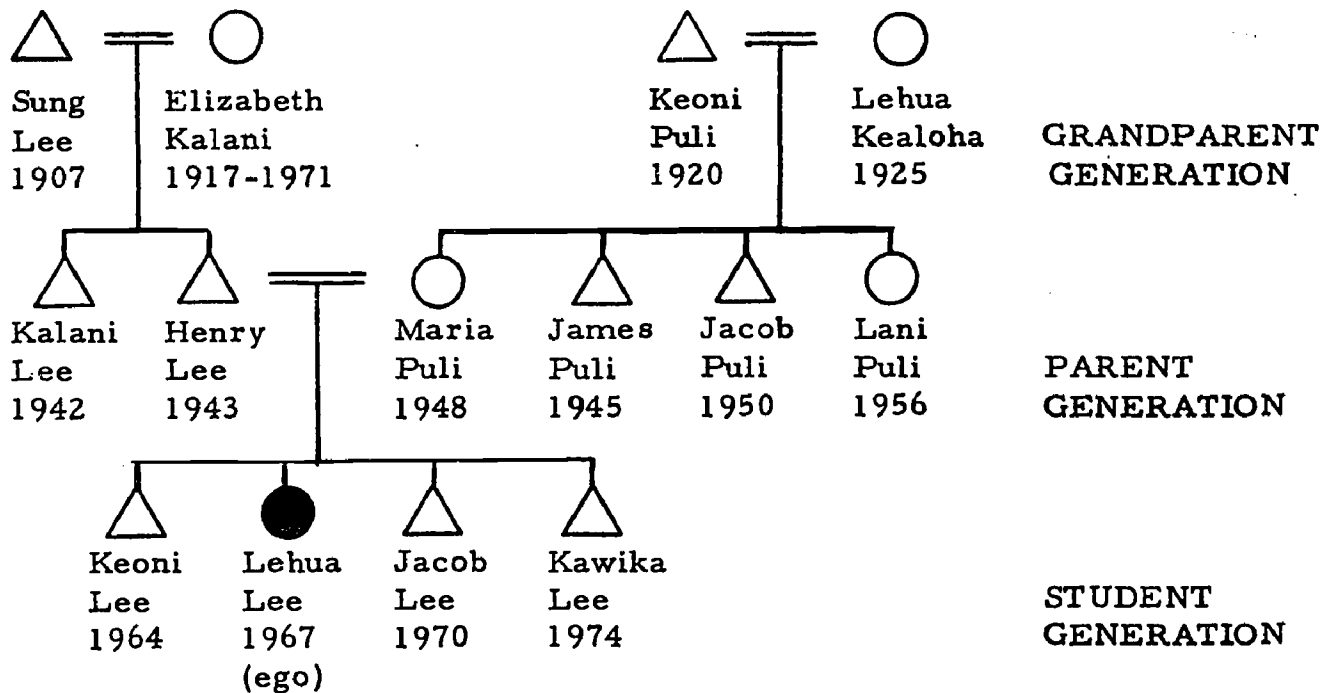 Sung
Lee
1907
Elizabeth
Kalani
1917-1971
Keoni
Puli
1920
Lehua
Kealoha
1925
GRANDPARENT
GENERATION
Kalani
Lee
1942
Henry
Lee
1943
Maria
Puli
1948
James
Puli
1945
Jacob
Puli
1950
Lani
Puli
1956
PARENT
GENERATION
Keoni
Lee
1964
Lehua
Lee
1967
(ego)
Jacob
Lee
1970
Kawika
Lee
1974
STUDENT
GENERATION